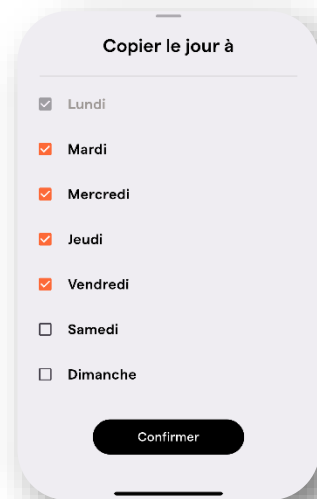 Copier le jour à
Lundi
Mardi
Mercredi
Jeudi
Vendredi
Samedi
Dimanche
Confirmer